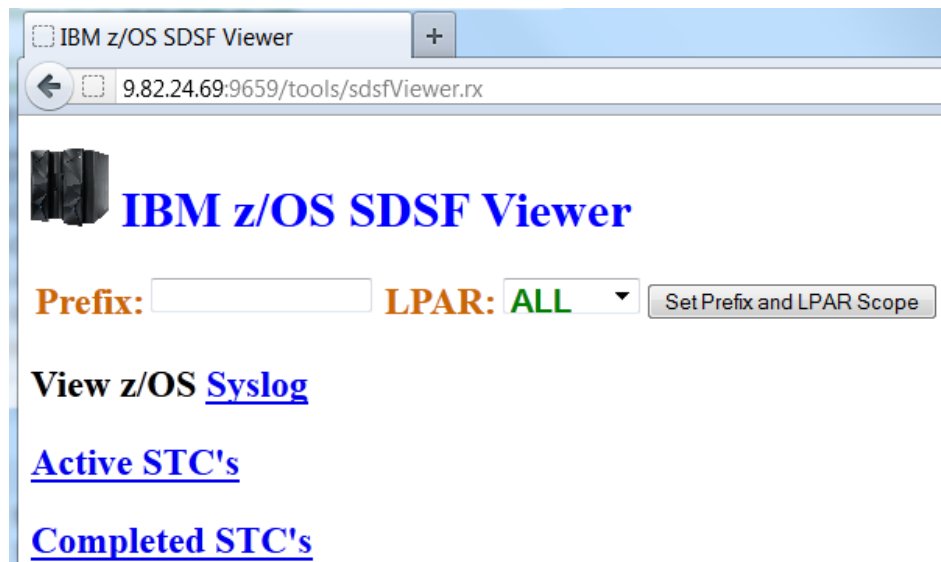 IBM z/OS SDSF Viewer +
9.82.24.69:9659/tools/sdsfViewer.rx
IBM z/OS SDSF Viewer
Prefix: LPAR: ALL Set Prefix and LPAR Scope
View z/OS Syslog
Active STC's
Completed STC's